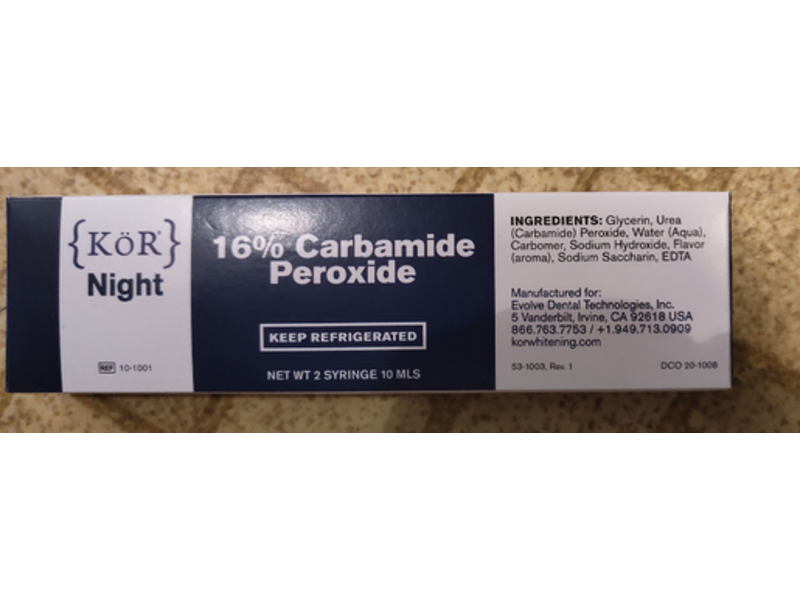 {KöR®}
Night
REF 10-1001
16% Carbamide
Peroxide
KEEP REFRIGERATED
NET WT 2 SYRINGE 10 MLS
INGREDIENTS: Glycerin, Urea
(Carbamide) Peroxide, Water (Aqua),
Carbomer, Sodium Hydroxide, Flavor
(aroma), Sodium Saccharin, EDTA
Manufactured for:
Evolve Dental Technologies, Inc.
5 Vanderbilt, Irvine, CA 92618 USA
866.763.7753 / +1.949.713.0909
korwhitening.com
53-1003, Rev. 1
DCO 20-1008